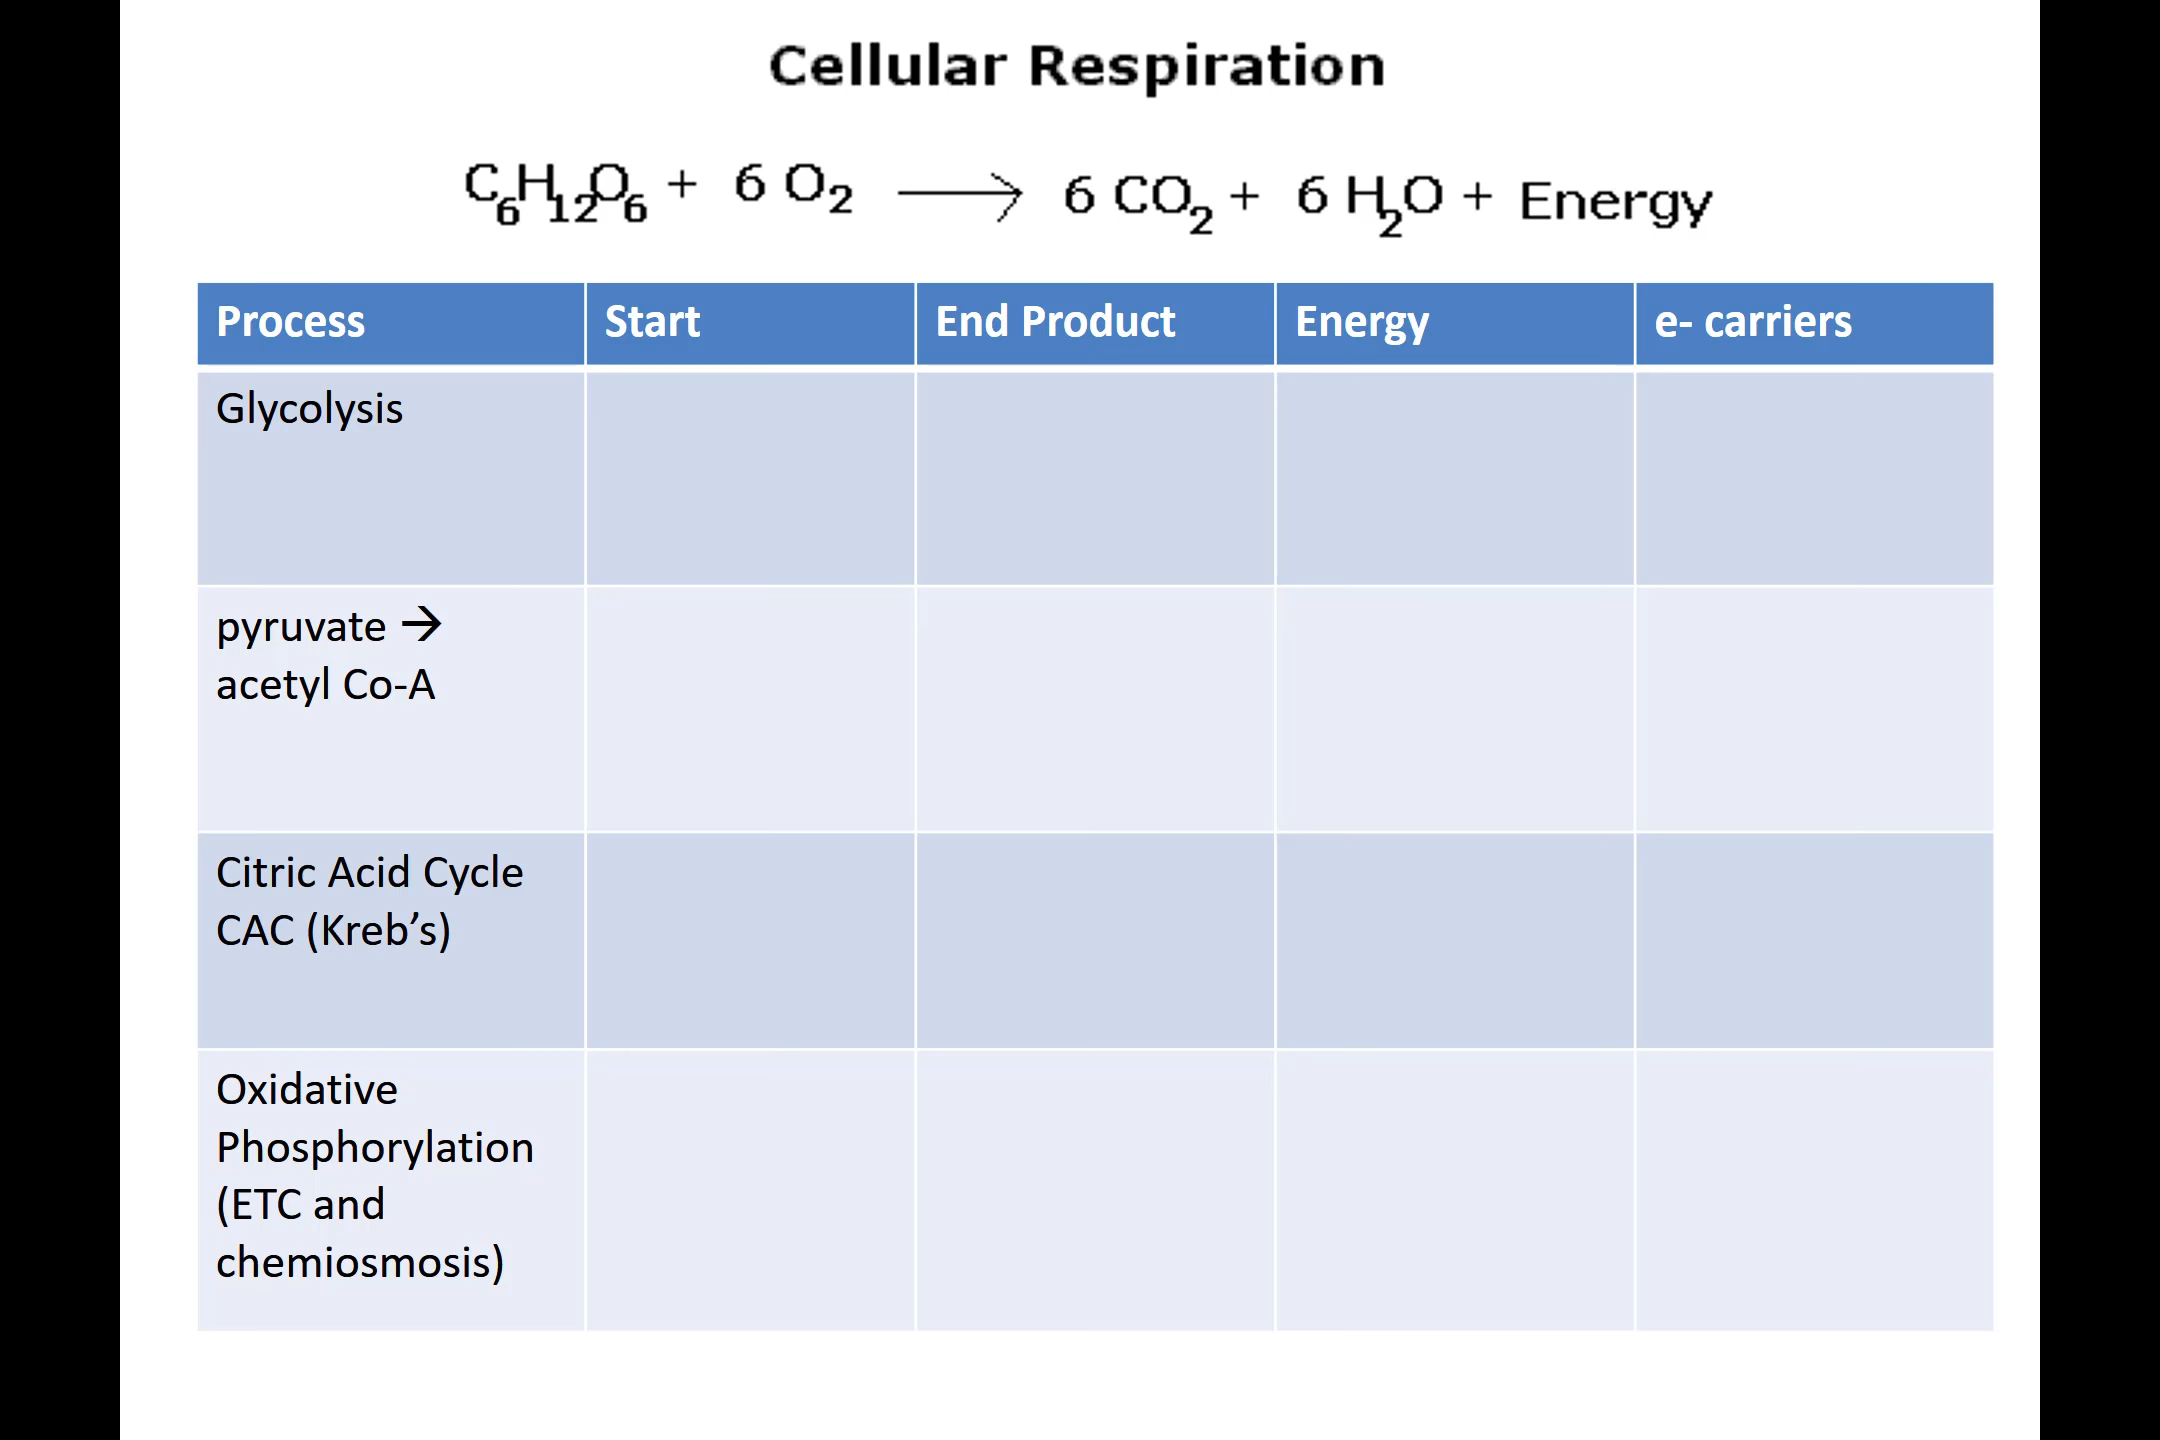 Cellular Respiration
C₆H₁₂O₆ + 6 O₂ → 6 CO₂ + 6 H₂O + Energy
Process Start End Product Energy e- carriers
Glycolysis
pyruvate →
acetyl Co-A
Citric Acid Cycle
CAC (Kreb’s)
Oxidative
Phosphorylation
(ETC and
chemiosmosis)